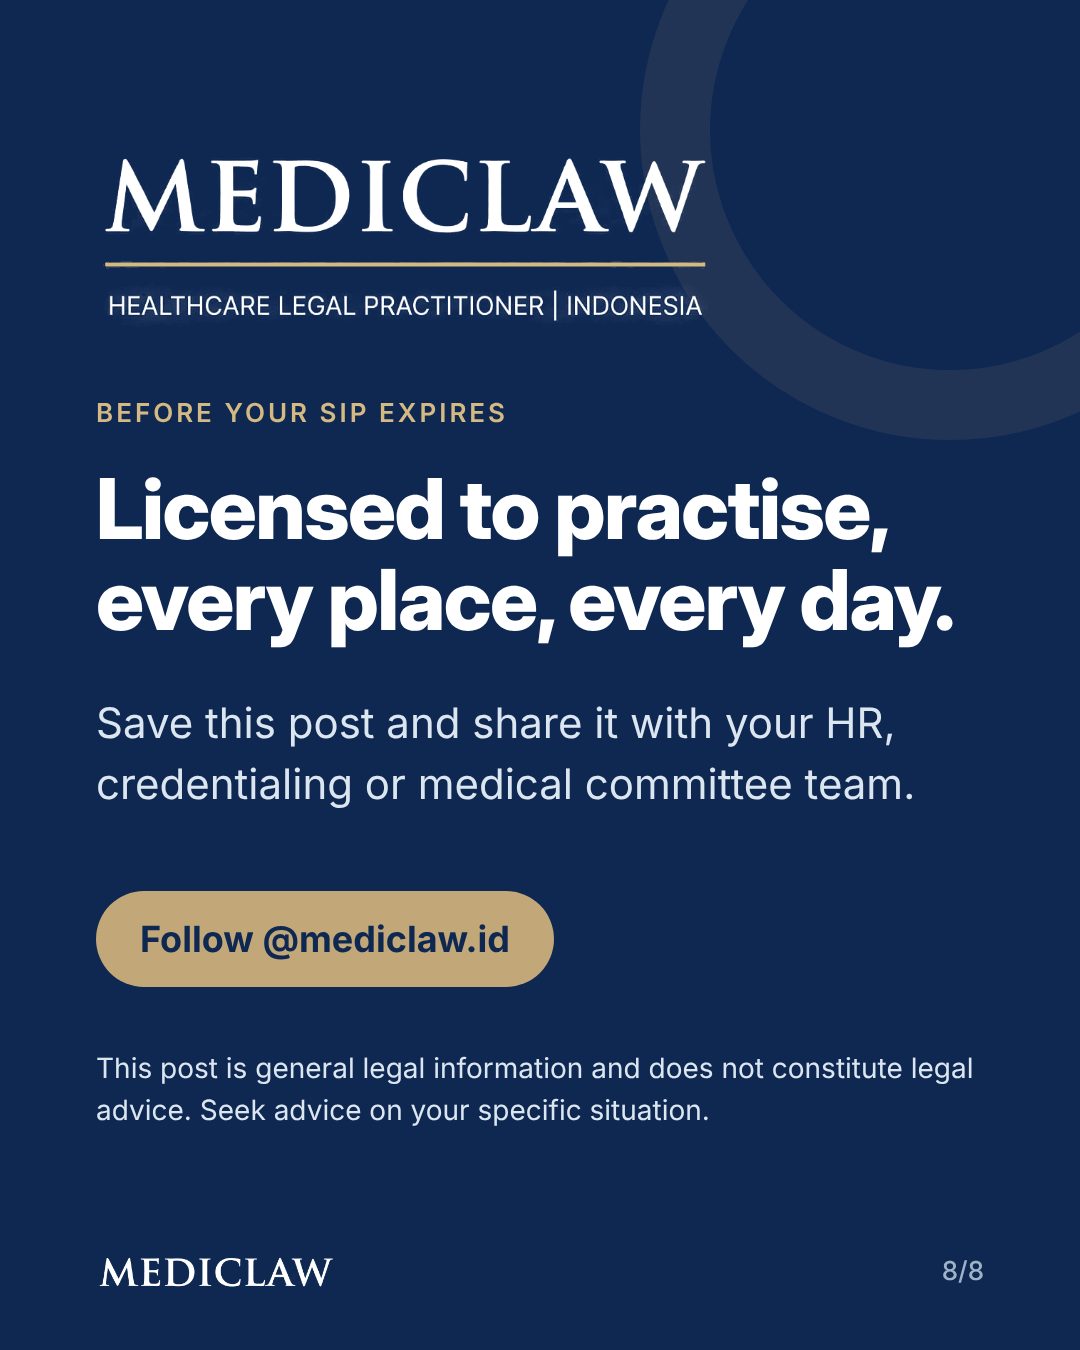 MEDICLAW
HEALTHCARE LEGAL PRACTITIONER | INDONESIA
BEFORE YOUR SIP EXPIRES
Licensed to practise,
every place, every day.
Save this post and share it with your HR,
credentialing or medical committee team.
Follow @mediclaw.id
This post is general legal information and does not constitute legal
advice. Seek advice on your specific situation.
MEDICLAW
8/8